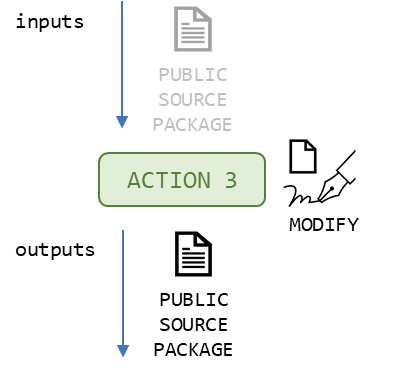 inputs
PUBLIC
SOURCE
PACKAGE
ACTION 3
MODIFY
outputs
PUBLIC
SOURCE
PACKAGE